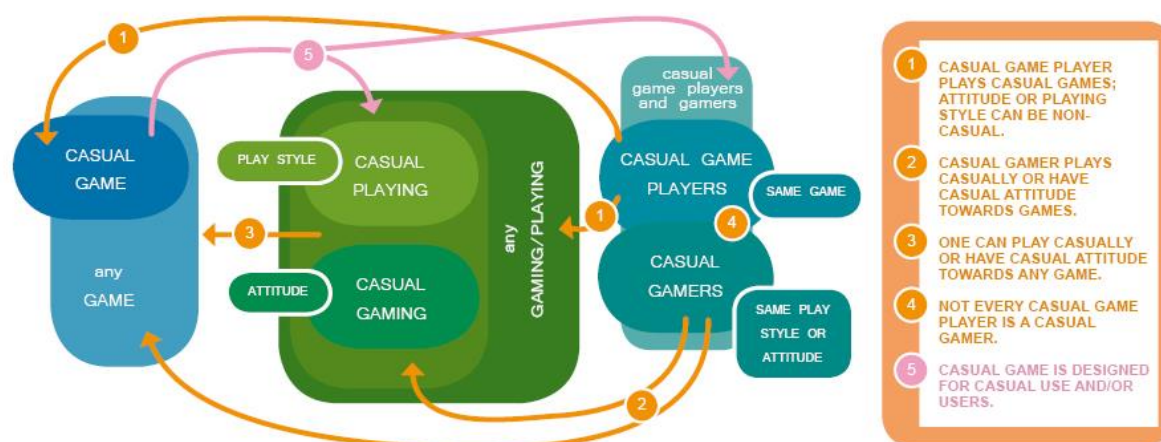 1
5
CASUAL
GAME
any
GAME
3
PLAY STYLE
CASUAL
PLAYING
ATTITUDE
CASUAL
GAMING
any
GAMING/PLAYING
1
casual
game players
and gamers
CASUAL GAME
PLAYERS
SAME GAME
4
CASUAL
GAMERS
SAME PLAY
STYLE OR
ATTITUDE
2
1
CASUAL GAME PLAYER
PLAYS CASUAL GAMES;
ATTITUDE OR PLAYING
STYLE CAN BE NON-
CASUAL.
2
CASUAL GAMER PLAYS
CASUALLY OR HAVE
CASUAL ATTITUDE
TOWARDS GAMES.
3
ONE CAN PLAY CASUALLY
OR HAVE CASUAL ATTITUDE
TOWARDS ANY GAME.
4
NOT EVERY CASUAL GAME
PLAYER IS A CASUAL
GAMER.
5
CASUAL GAME IS DESIGNED
FOR CASUAL USE AND/OR
USERS.